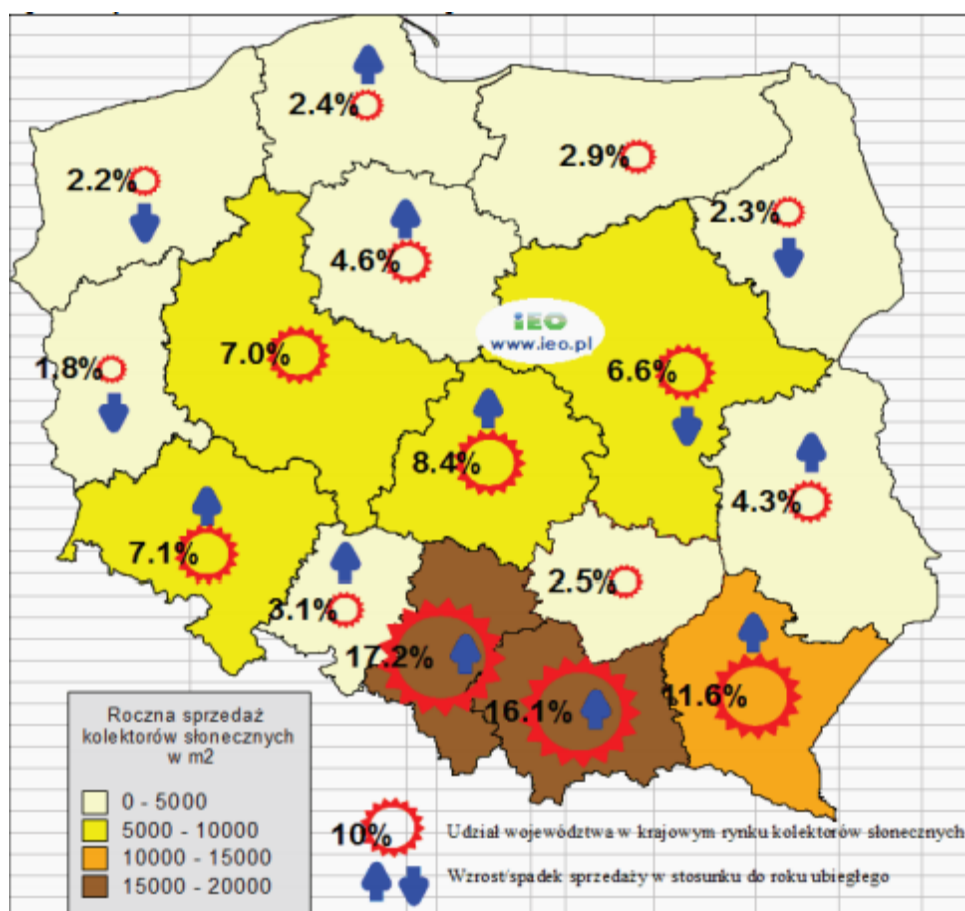 2.4%
2.9%
2.2%
2.3%
4.6%
iEO
www.ieo.pl
7.0%
1.8%
6.6%
8.4%
4.3%
7.1%
2.5%
3.1%
17.2%
16.1%
11.6%
Roczna sprzedaż
kolektorów słonecznych
w m2
0 - 5000
5000 - 10000
10000 - 15000
15000 - 20000
10%
Udział województwa w krajowym rynku kolektorów słonecznych
Wzrost/spadek sprzedaży w stosunku do roku ubiegłego